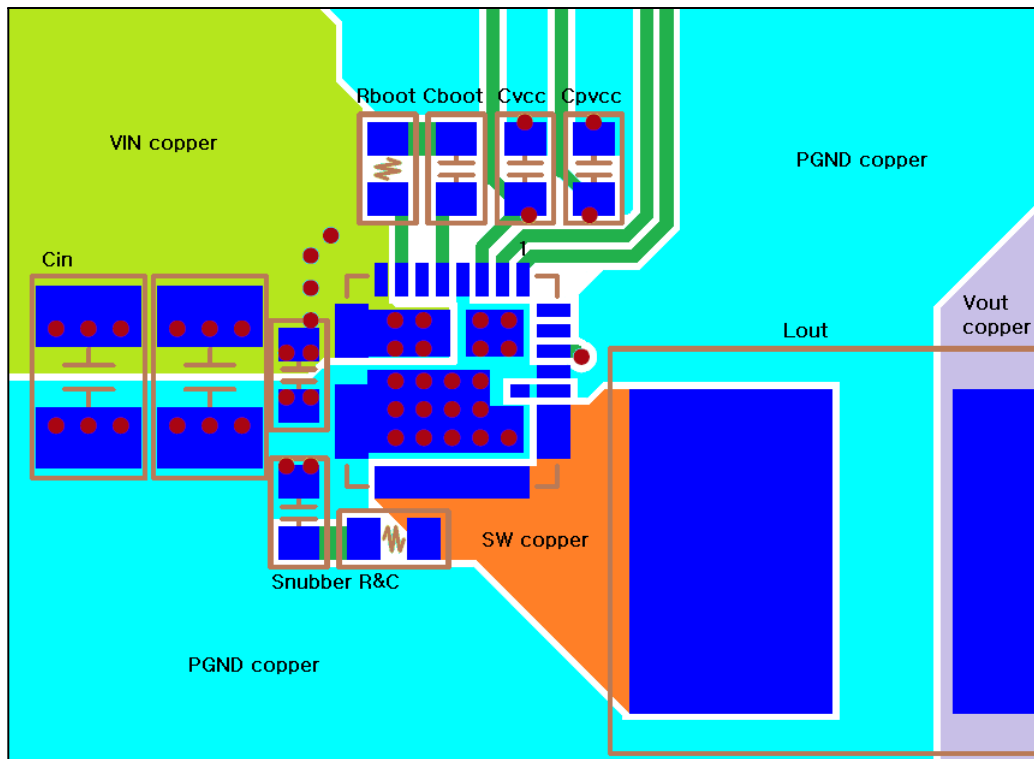 Rboot Cboot Cvcc Cpvcc
VIN copper
PGND copper
1
Cin
Vout
copper
Lout
SW copper
Snubber R&C
PGND copper